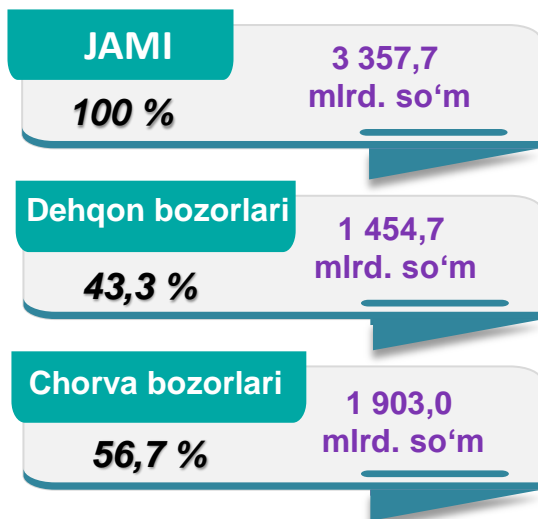 JAMI
3 357,7
mlrd. so‘m
100 %
Dehqon bozorlari
1 454,7
mlrd. so‘m
43,3 %
Chorva bozorlari
1 903,0
mlrd. so‘m
56,7 %